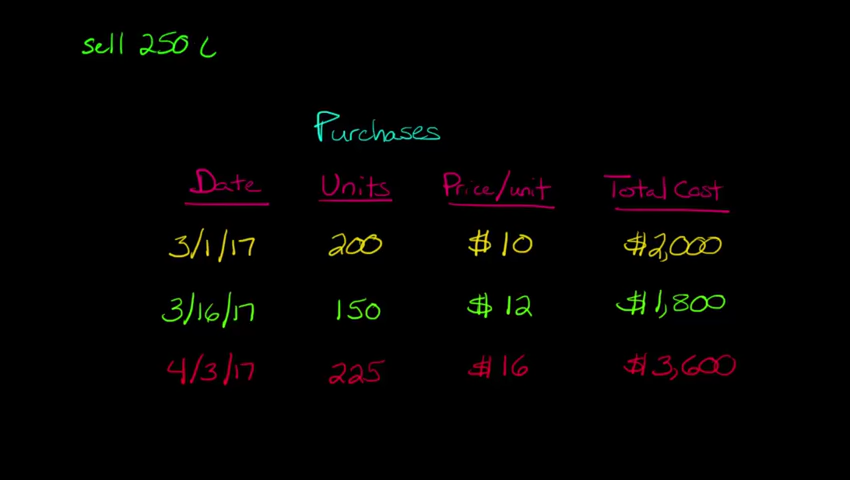 sell 250 c
Purchases
Date Units Price/unit Total Cost
3/1/17 200 $10 $2,000
3/16/17 150 $12 $1,800
4/3/17 225 $16 $3,600